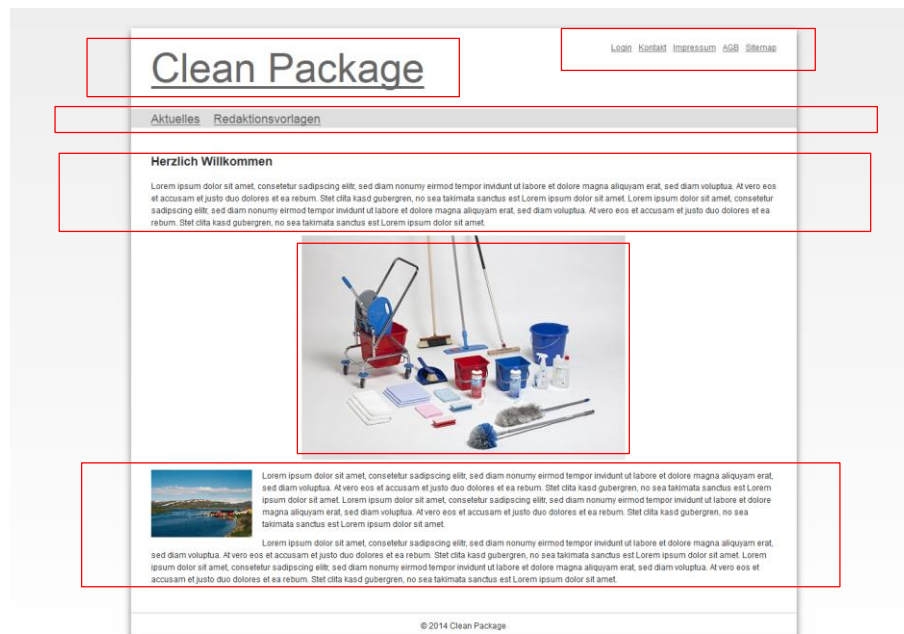 Clean Package
Login Kontakt Impressum AGB Sitemap
Aktuelles Redaktionsvorlagen
Herzlich Willkommen
Lorem ipsum dolor sit amet, consetetur sadipscing elitr, sed diam nonumy eirmod tempor invidunt ut labore et dolore magna aliquyam erat, sed diam voluptua. At vero eos
et accusam et justo duo dolores et ea rebum. Stet clita kasd gubergren, no sea takimata sanctus est Lorem ipsum dolor sit amet. Lorem ipsum dolor sit amet, consetetur
sadipscing elitr, sed diam nonumy eirmod tempor invidunt ut labore et dolore magna aliquyam erat, sed diam voluptua. At vero eos et accusam et justo duo dolores et ea
rebum. Stet clita kasd gubergren, no sea takimata sanctus est Lorem ipsum dolor sit amet.
Lorem ipsum dolor sit amet, consetetur sadipscing elitr, sed diam nonumy eirmod tempor invidunt ut labore et dolore magna aliquyam erat,
sed diam voluptua. At vero eos et accusam et justo duo dolores et ea rebum. Stet clita kasd gubergren, no sea takimata sanctus est Lorem
ipsum dolor sit amet. Lorem ipsum dolor sit amet, consetetur sadipscing elitr, sed diam nonumy eirmod tempor invidunt ut labore et dolore
magna aliquyam erat, sed diam voluptua. At vero eos et accusam et justo duo dolores et ea rebum. Stet clita kasd gubergren, no sea
takimata sanctus est Lorem ipsum dolor sit amet.
Lorem ipsum dolor sit amet, consetetur sadipscing elitr, sed diam nonumy eirmod tempor invidunt ut labore et dolore magna aliquyam erat,
sed diam voluptua. At vero eos et accusam et justo duo dolores et ea rebum. Stet clita kasd gubergren, no sea takimata sanctus est Lorem ipsum dolor sit amet. Lorem
ipsum dolor sit amet, consetetur sadipscing elitr, sed diam nonumy eirmod tempor invidunt ut labore et dolore magna aliquyam erat, sed diam voluptua. At vero eos et
accusam et justo duo dolores et ea rebum. Stet clita kasd gubergren, no sea takimata sanctus est Lorem ipsum dolor sit amet.
© 2014 Clean Package